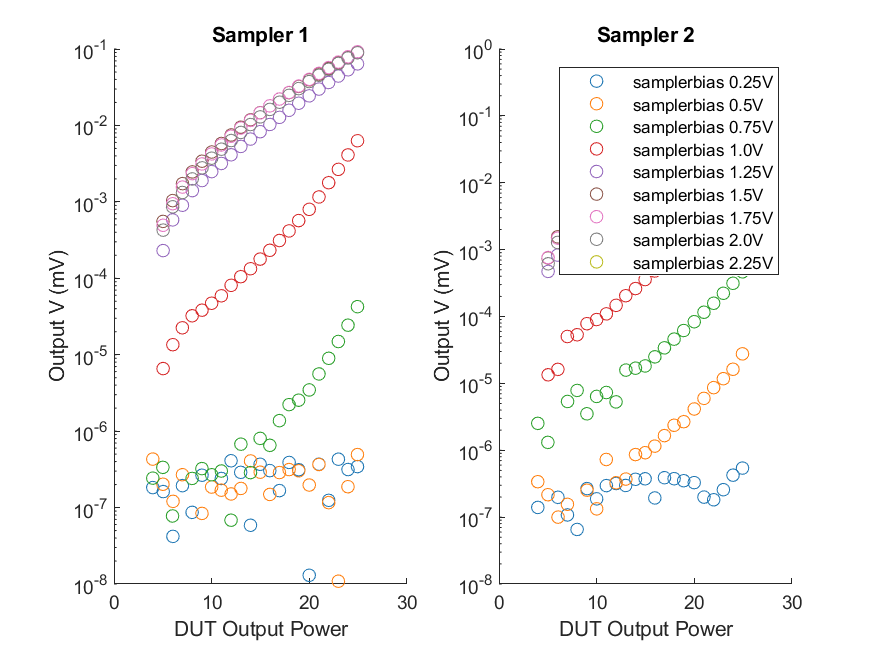 Sampler 1
Output V (mV)
10^-1
10^-2
10^-3
10^-4
10^-5
10^-6
10^-7
10^-8
0 10 20 30
DUT Output Power
Sampler 2
Output V (mV)
10^0
10^-1
10^-2
10^-3
10^-4
10^-5
10^-6
10^-7
10^-8
samplerbias 0.25V
samplerbias 0.5V
samplerbias 0.75V
samplerbias 1.0V
samplerbias 1.25V
samplerbias 1.5V
samplerbias 1.75V
samplerbias 2.0V
samplerbias 2.25V
0 10 20 30
DUT Output Power